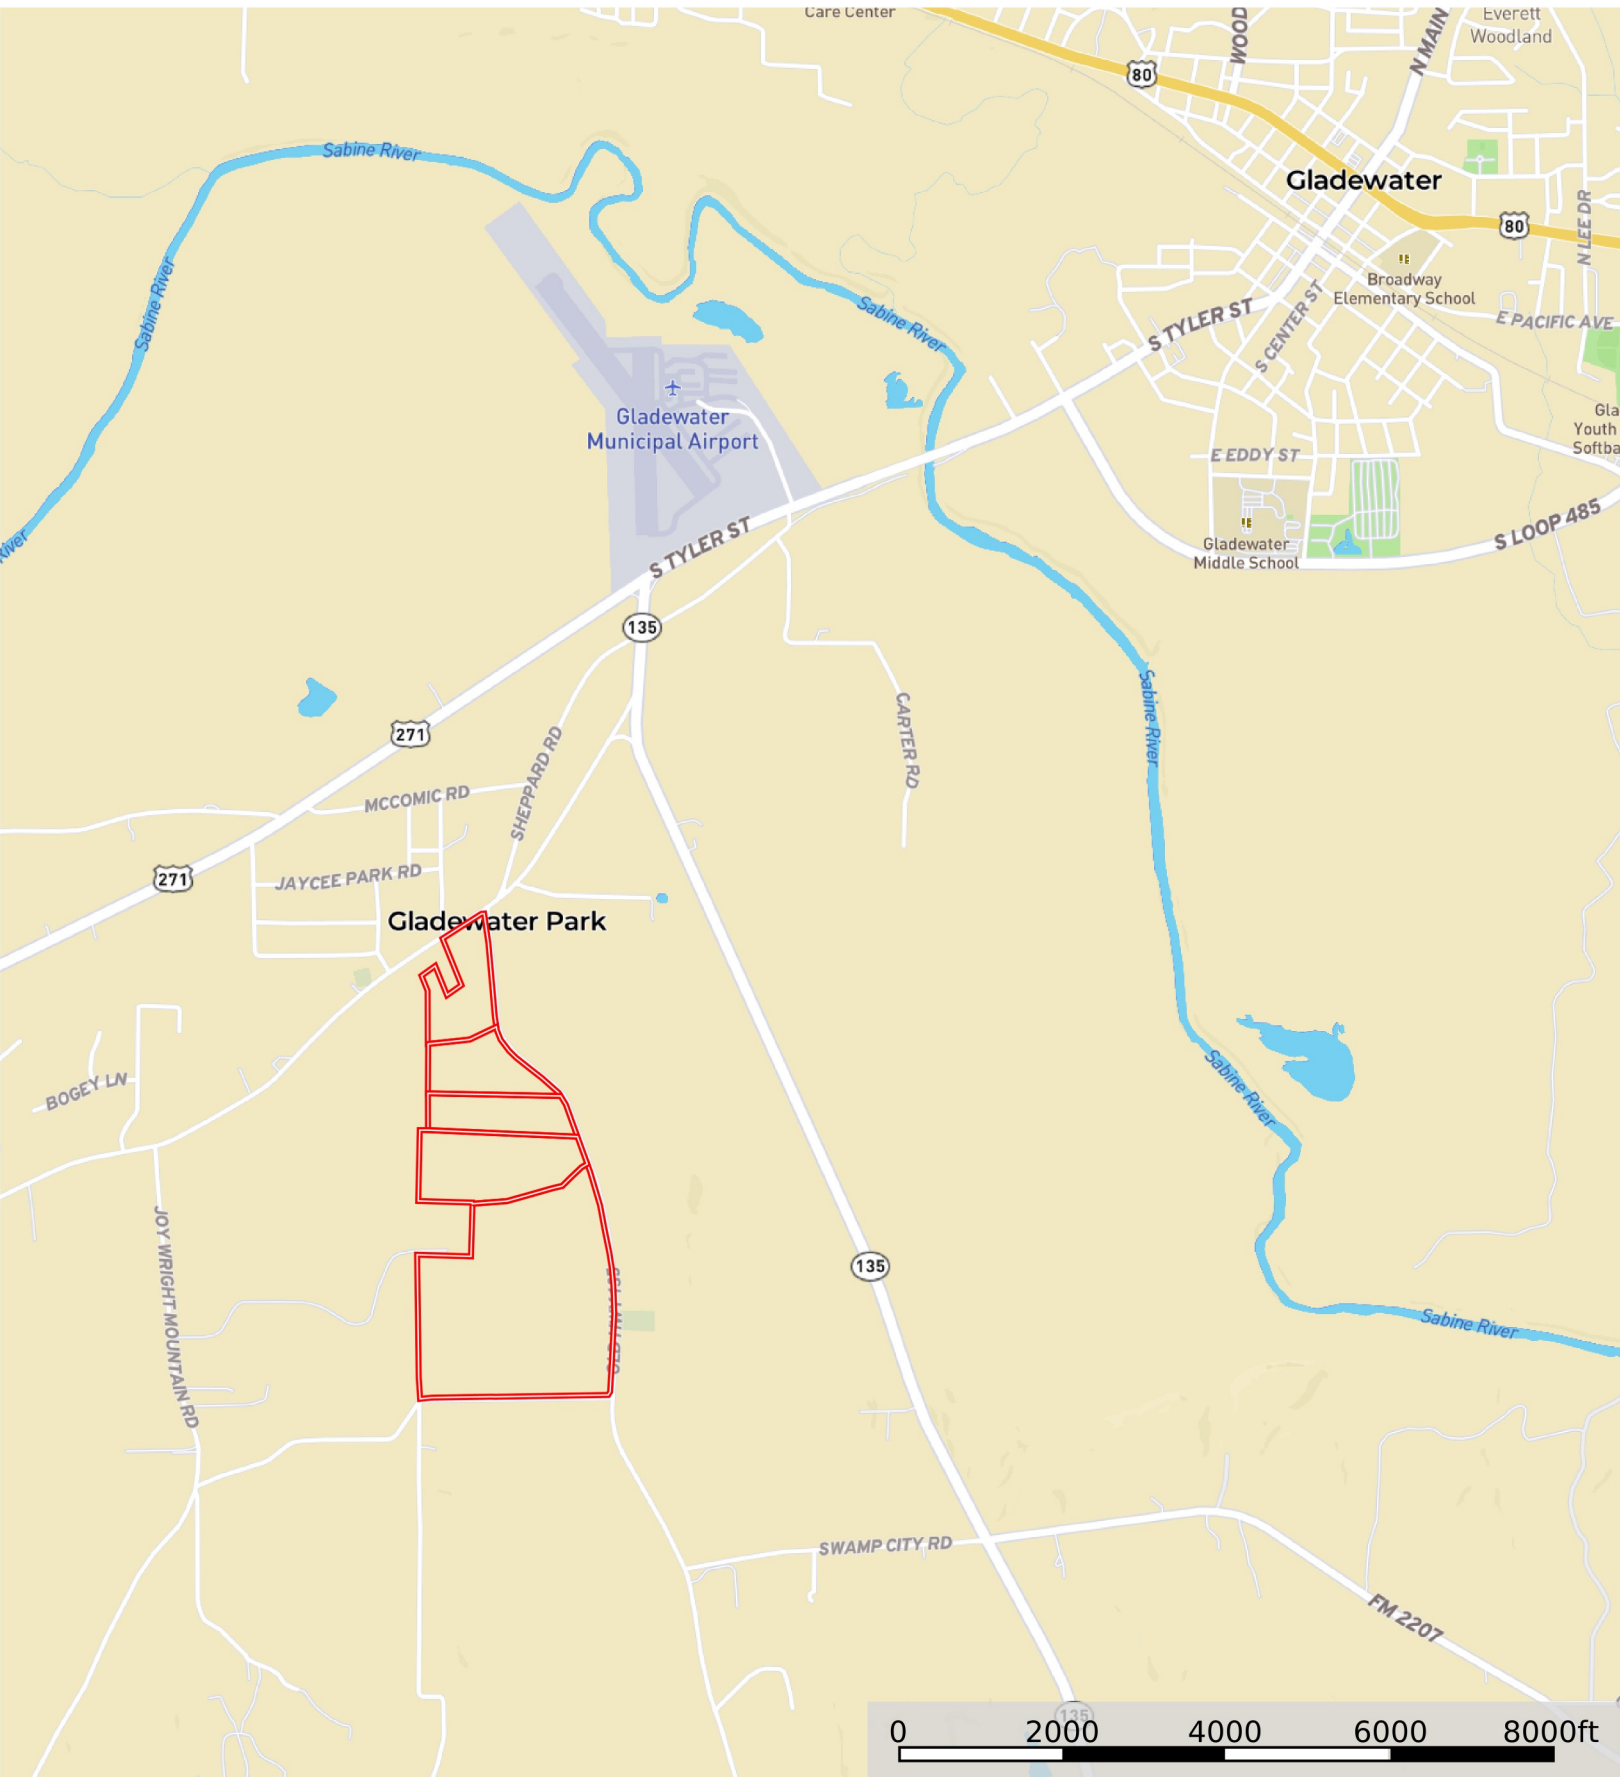 Care Center
WOOD
N MAIN
Everett
Woodland
80
Sabine River
Gladewater
80
N LEE DR
Sabine River
Broadway
Elementary School
Sabine River
S TYLER ST
S CENTER ST
E PACIFIC AVE
Gladewater
Municipal Airport
Gla
Youth
Softba
E EDDY ST
River
S TYLER ST
Gladewater
Middle School
S LOOP 485
135
271
SHEPPARD RD
CARTER RD
Sabine River
MCCOMIC RD
271
JAYCEE PARK RD
Gladewater Park
BOGEY LN
Sabine River
JOY WRIGHT MOUNTAIN RD
135
Sabine River
SWAMP CITY RD
FM 2207
135
0 2000 4000 6000 8000ft